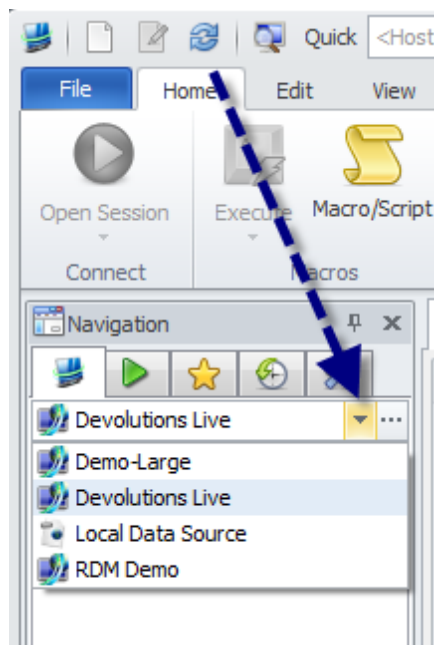 Quick <Host
File Home Edit View
Open Session Execute Macro/Script
Connect Macros
Navigation
Devolutions Live
Demo-Large
Devolutions Live
Local Data Source
RDM Demo